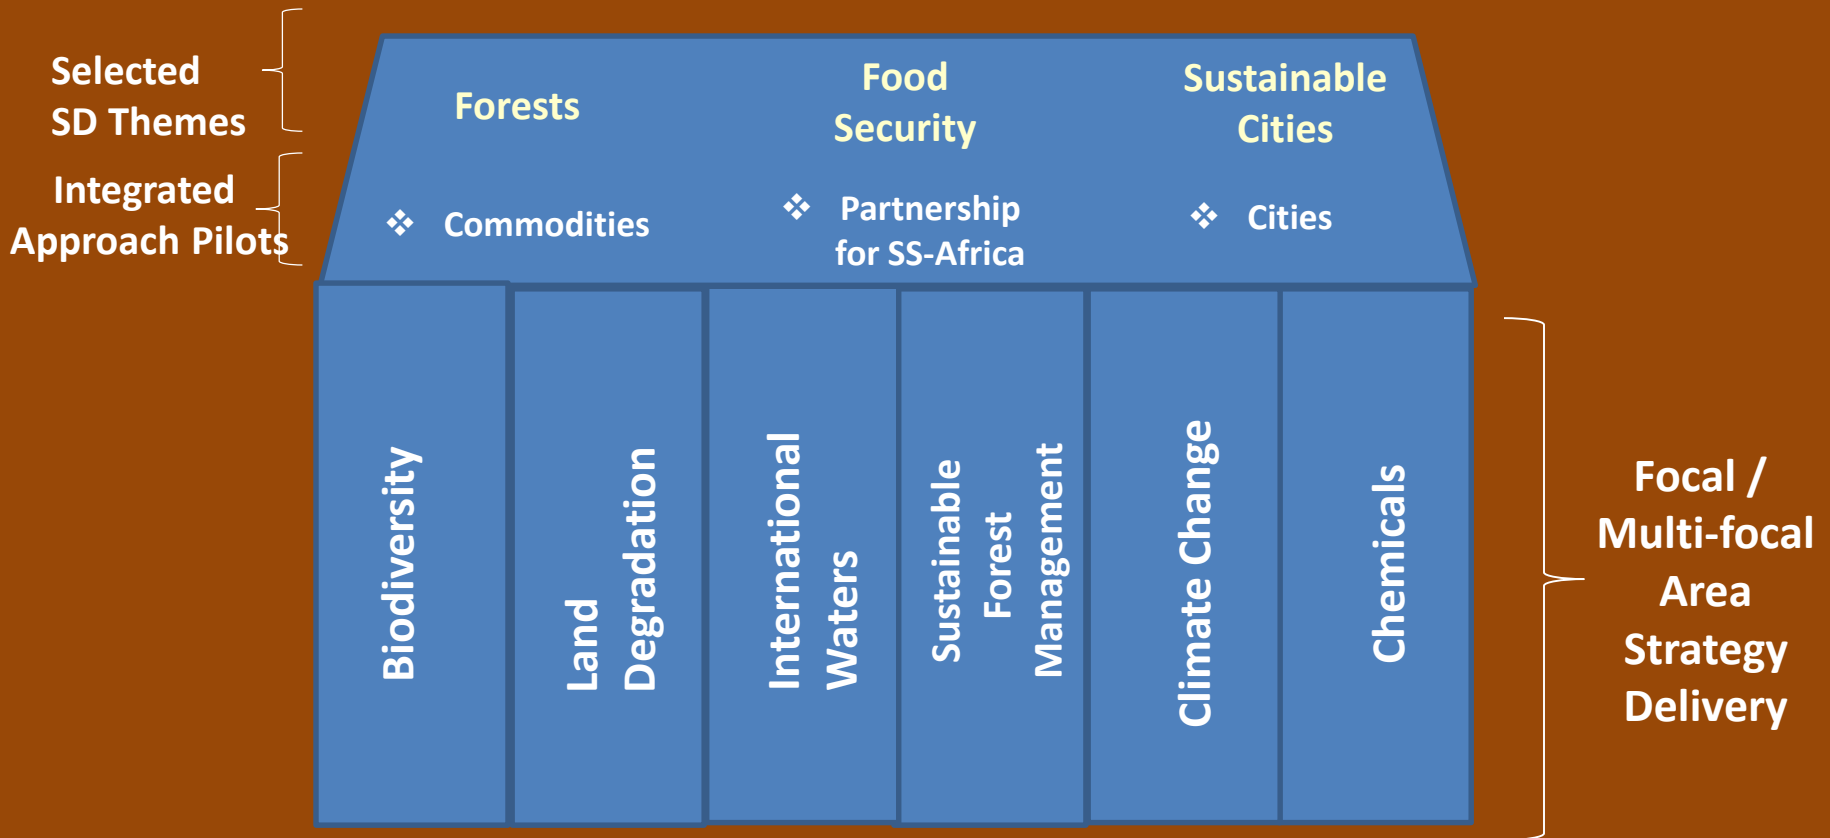 Selected
SD Themes
Forests
Food
Security
Sustainable
Cities
Integrated
Approach Pilots
❖ Commodities
❖ Partnership
for SS-Africa
❖ Cities
Biodiversity
Land
Degradation
International
Waters
Sustainable
Forest
Management
Climate Change
Chemicals
Focal /
Multi-focal
Area
Strategy
Delivery